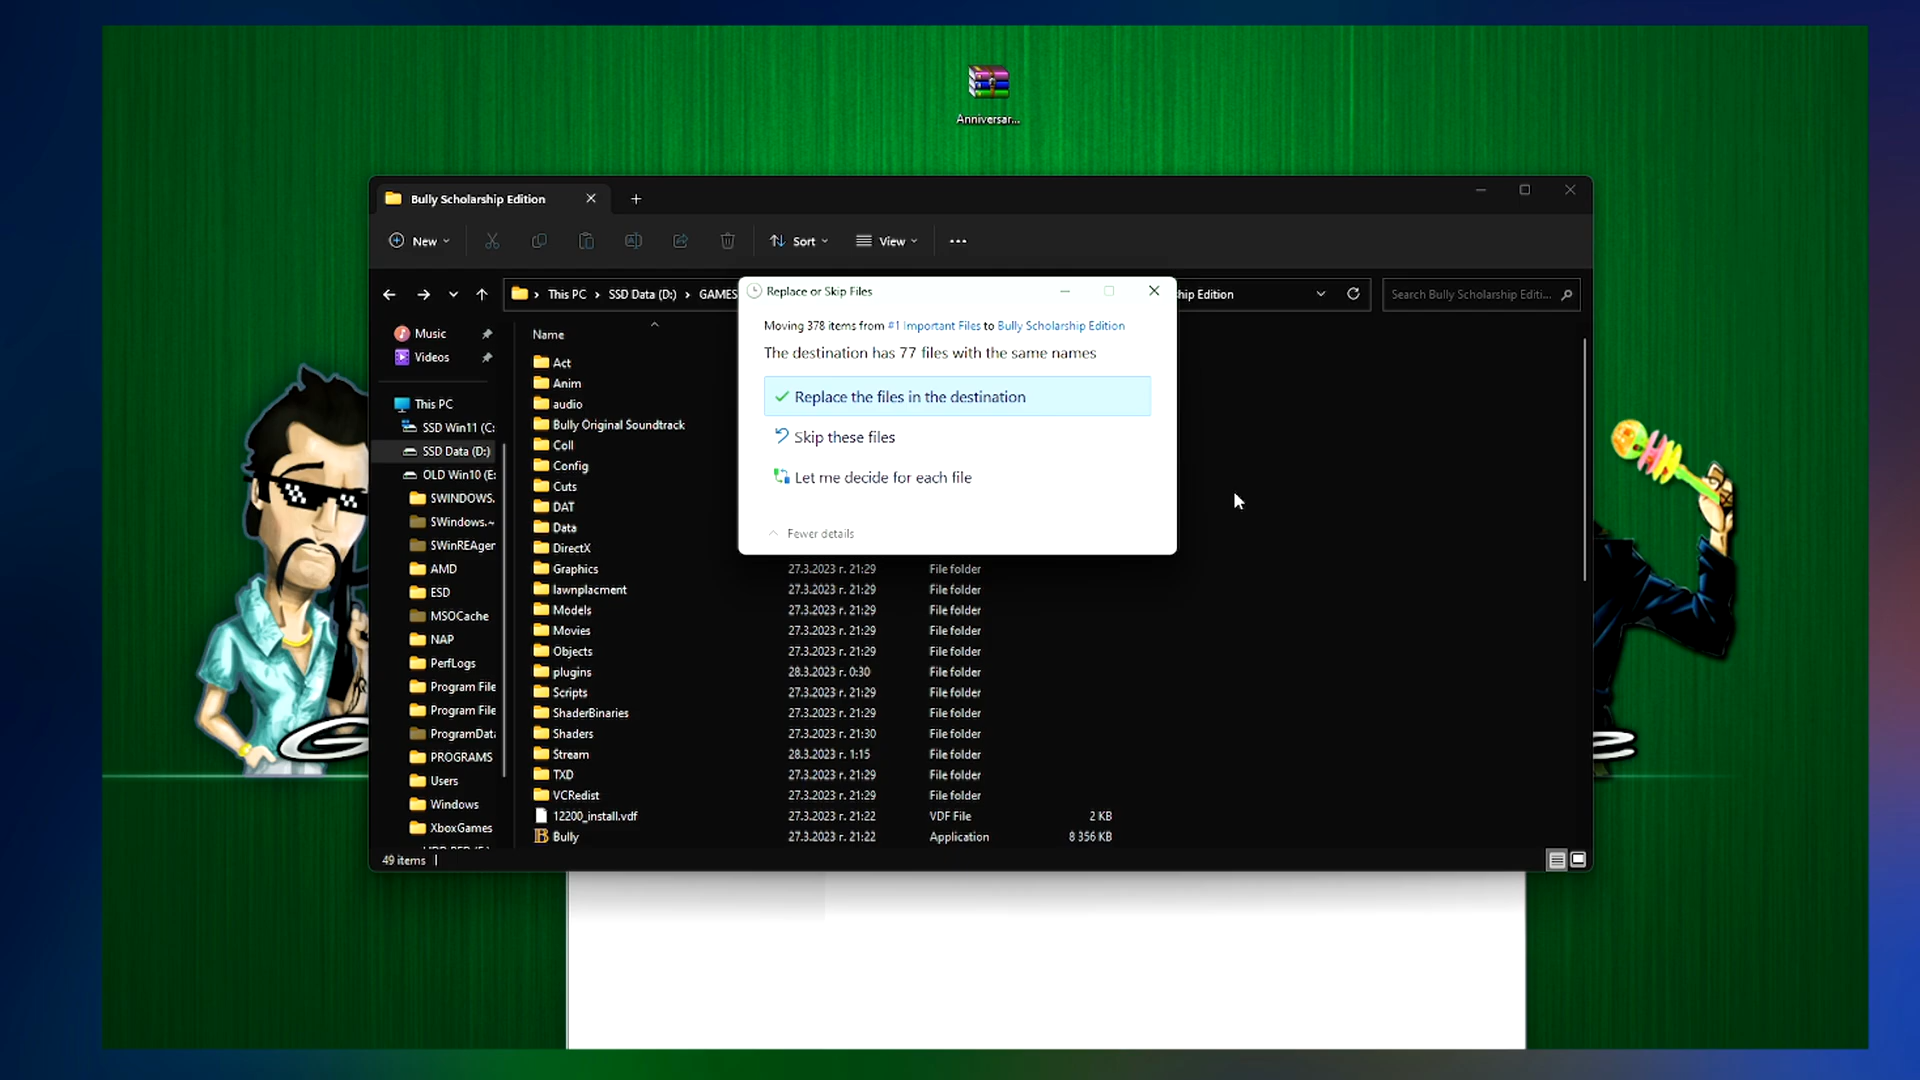 Anniversar...
Bully Scholarship Edition
New
Sort
View
This PC
SSD Data (D:)
GAMES
hip Edition
Search Bully Scholarship Editi...
Replace or Skip Files
Moving 378 items from #1 Important Files to Bully Scholarship Edition
The destination has 77 files with the same names
Replace the files in the destination
Skip these files
Let me decide for each file
Fewer details
Music
Videos
This PC
SSD Win11 (C:
SSD Data (D:)
OLD Win10 (E:
SWINDOWS.
SWindows.~
SWinREAger
AMD
ESD
MSOCache
NAP
PerfLogs
Program File
Program File
ProgramData
PROGRAMS
Users
Windows
XboxGames
Name
Act
Anim
audio
Bully Original Soundtrack
Coll
Config
Cuts
DAT
Data
DirectX
Graphics 27.3.2023 г. 21:29 File folder
lawnplacment 27.3.2023 г. 21:29 File folder
Models 27.3.2023 г. 21:29 File folder
Movies 27.3.2023 г. 21:29 File folder
Objects 27.3.2023 г. 21:29 File folder
plugins 28.3.2023 г. 0:30 File folder
Scripts 27.3.2023 г. 21:29 File folder
ShaderBinaries 27.3.2023 г. 21:29 File folder
Shaders 27.3.2023 г. 21:30 File folder
Stream 28.3.2023 г. 1:15 File folder
TXD 27.3.2023 г. 21:29 File folder
VCRedist 27.3.2023 г. 21:29 File folder
12200_install.vdf 27.3.2023 г. 21:22 VDF File 2 KB
Bully 27.3.2023 г. 21:22 Application 8 356 KB
49 items